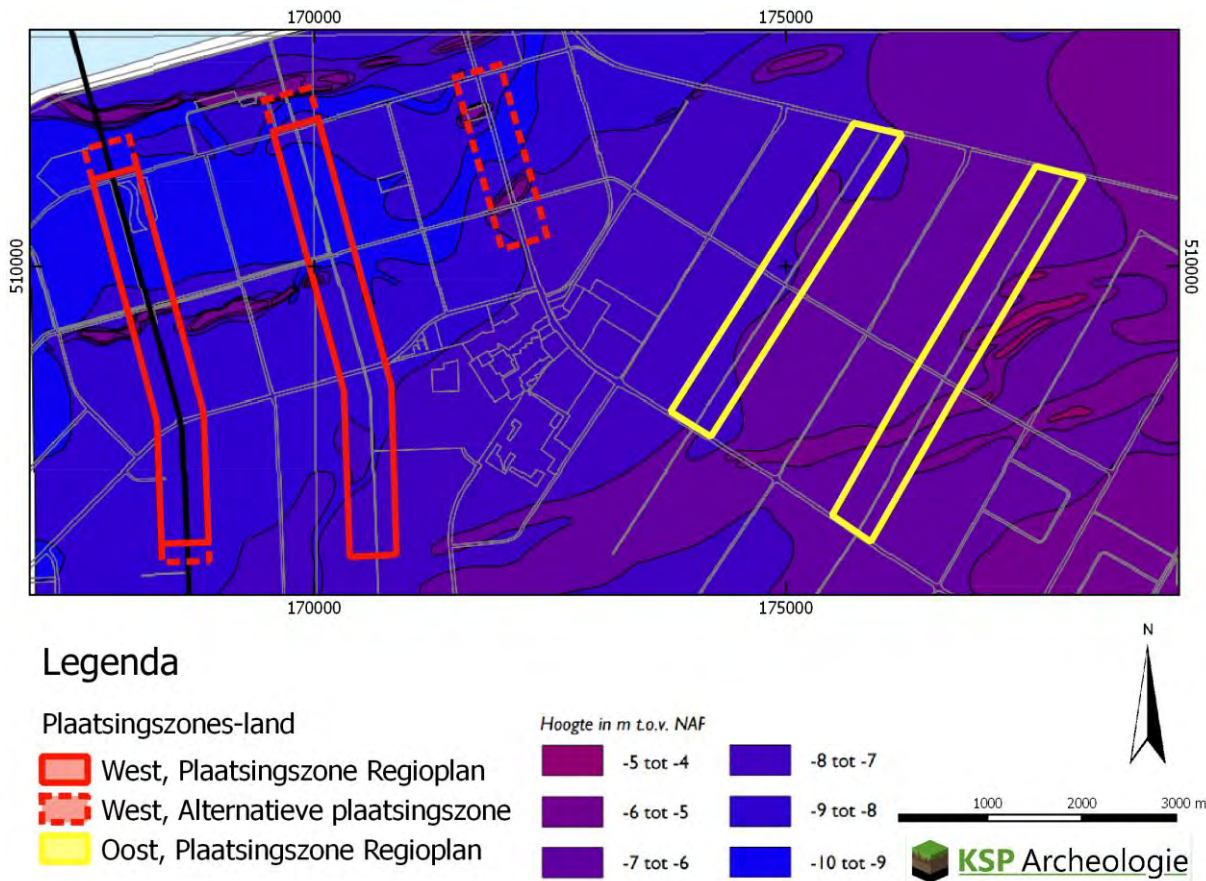 170000 175000
510000 510000
170000 175000
Legenda
Plaatsingszones-land
West, Plaatsingszone Regioplan
West, Alternatieve plaatsingszone
Oost, Plaatsingszone Regioplan
Hoogte in m t.o.v. NAP
-5 tot -4
-6 tot -5
-7 tot -6
-8 tot -7
-9 tot -8
-10 tot -9
N
1000 2000 3000 m
KSP Archeologie